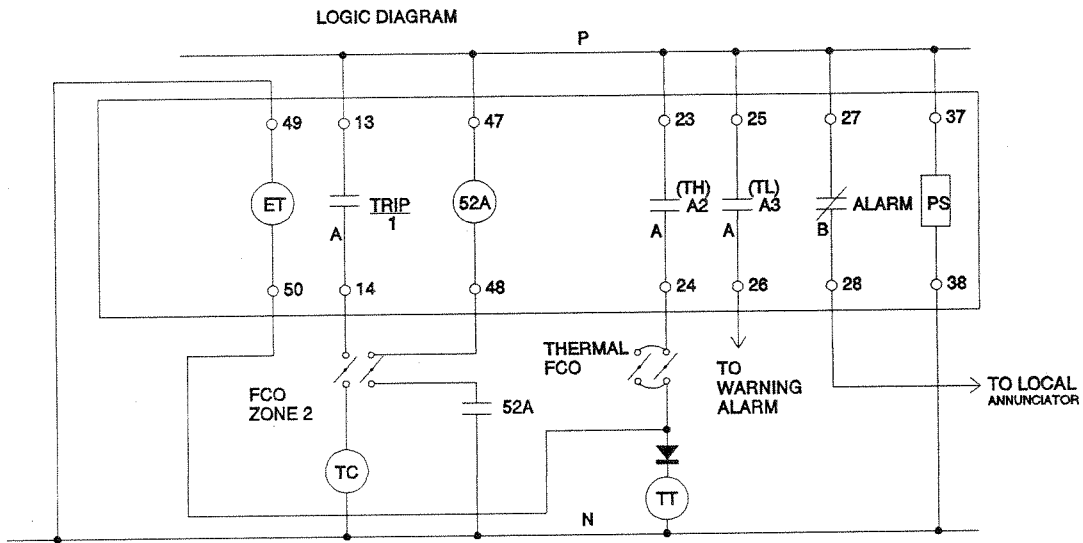 LOGIC DIAGRAM
P
49
13
47
23
25
27
37
ET
TRIP
1
A
52A
(TH)
A2
A
(TL)
A3
A
ALARM
B
PS
50
14
48
24
26
28
38
FCO
ZONE 2
52A
THERMAL
FCO
TO
WARNING
ALARM
TO LOCAL
ANNUNCIATOR
TC
TT
N